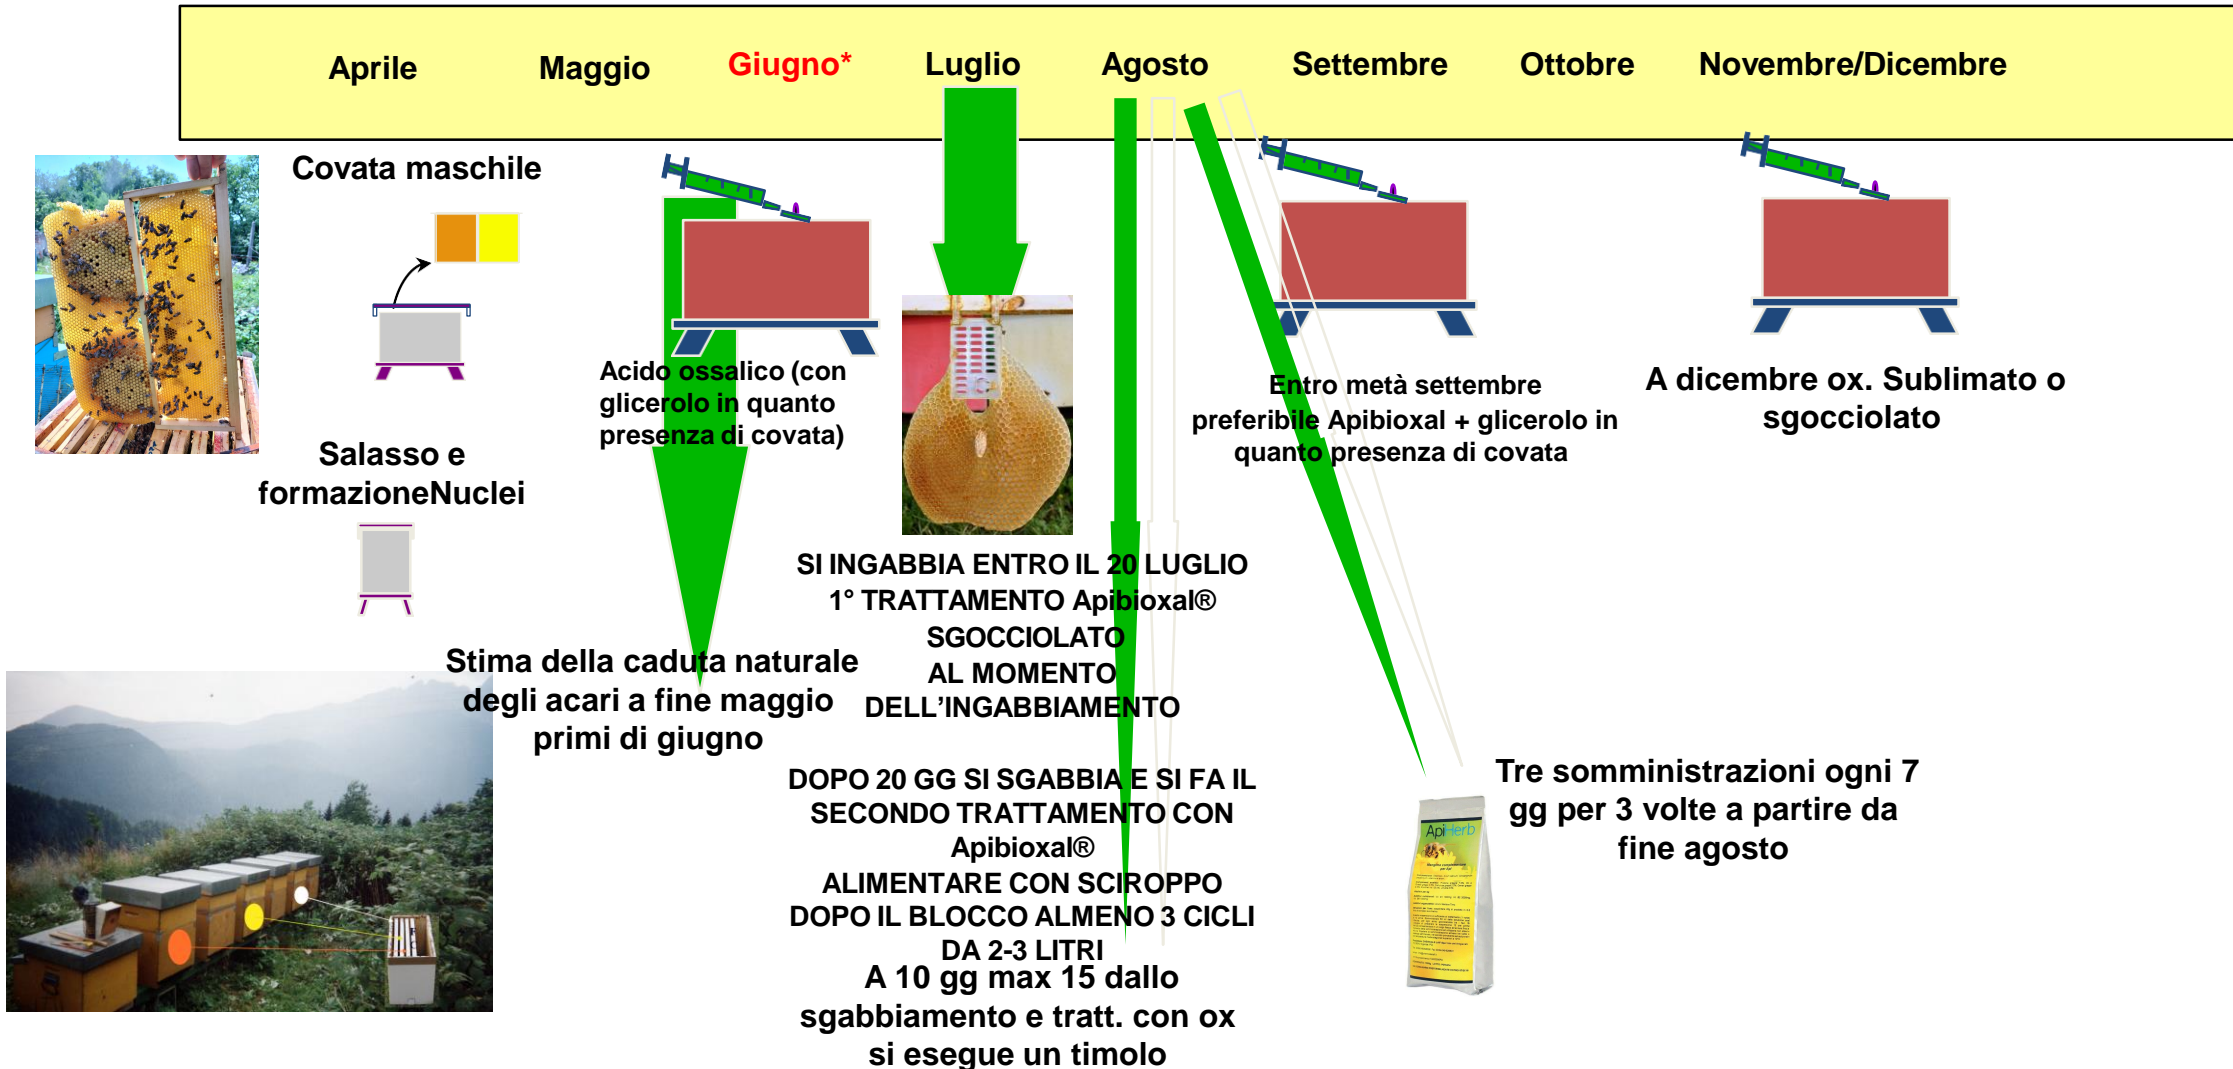 Aprile
Maggio
Giugno*
Luglio
Agosto
Settembre
Ottobre
Novembre/Dicembre
Covata maschile
Salasso e
formazioneNuclei
Acido ossalico (con
glicerolo in quanto
presenza di covata)
Stima della caduta naturale
degli acari a fine maggio
primi di giugno
SI INGABBIA ENTRO IL 20 LUGLIO
1° TRATTAMENTO Apibioxal®
SGOCCIOLATO
AL MOMENTO
DELL'INGABBIAMENTO
DOPO 20 GG SI SGABBIA E SI FA IL
SECONDO TRATTAMENTO CON
Apibioxal®
ALIMENTARE CON SCIROPPO
DOPO IL BLOCCO ALMENO 3 CICLI
DA 2-3 LITRI
A 10 gg max 15 dallo
sgabbiamento e tratt. con ox
si esegue un timolo
Entro metà settembre
preferibile Apibioxal + glicerolo in
quanto presenza di covata
A dicembre ox. Sublimato o
sgocciolato
Tre somministrazioni ogni 7
gg per 3 volte a partire da
fine agosto
ApiHerb